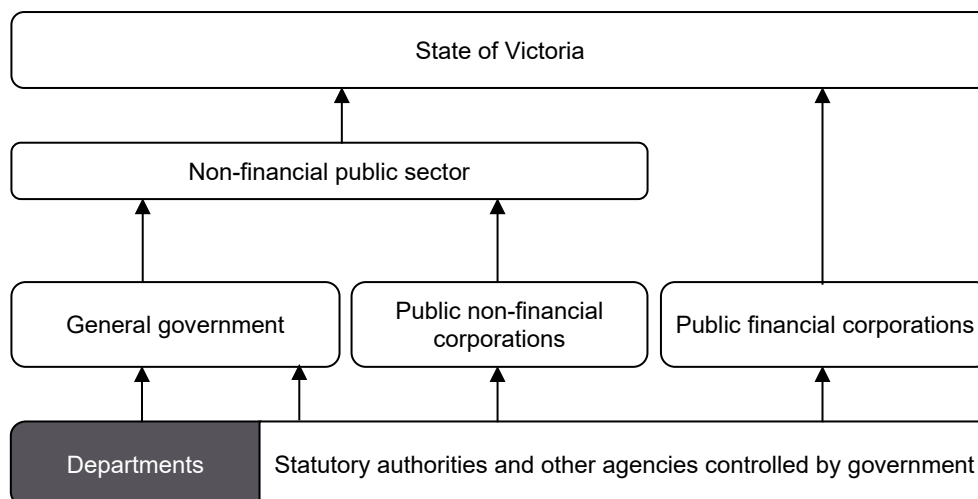 State of Victoria
Non-financial public sector
General government
Public non-financial
corporations
Public financial corporations
Departments
Statutory authorities and other agencies controlled by government